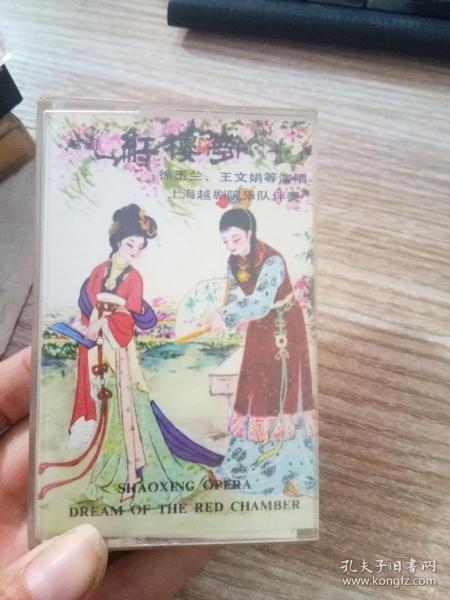 越剧 红楼梦
徐玉兰、王文娟等演唱
上海越剧院乐队伴奏
SHAOXING OPERA
DREAM OF THE RED CHAMBER
孔夫子旧书网
www.kongfz.com